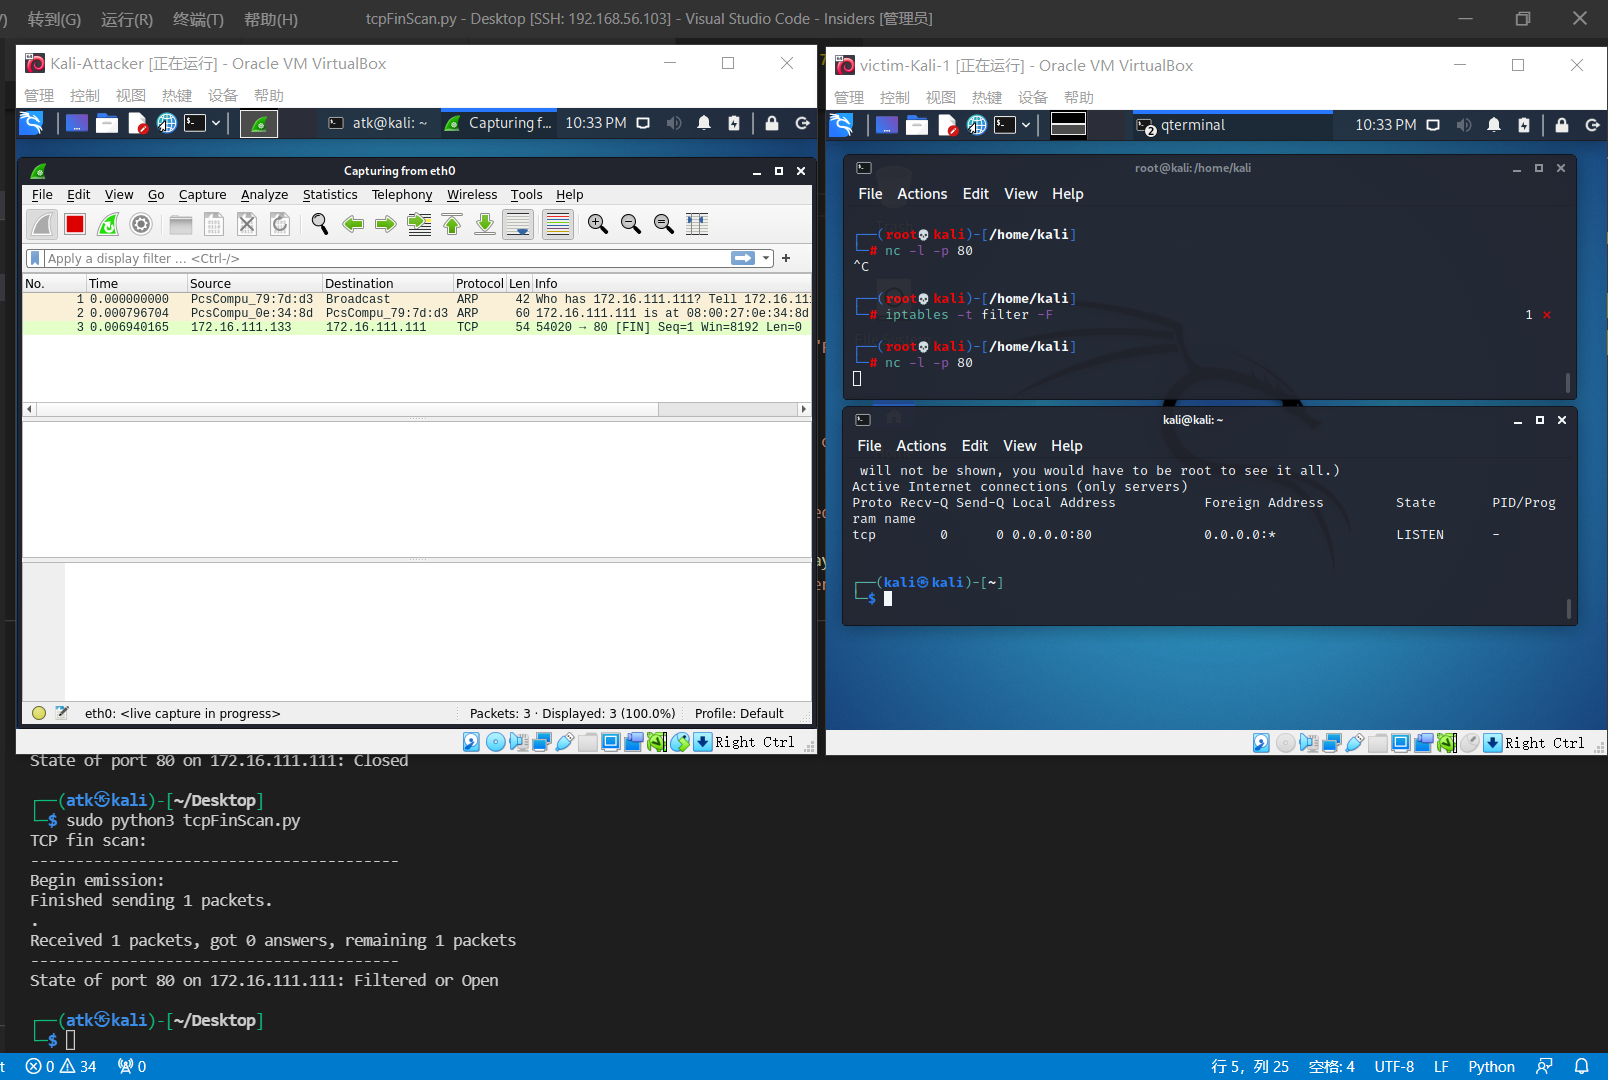 转到(G) 运行(R) 终端(T) 帮助(H) tcpFinScan.py - Desktop [SSH: 192.168.56.103] - Visual Studio Code - Insiders [管理员]
Kali-Attacker [正在运行] - Oracle VM VirtualBox
管理 控制 视图 热键 设备 帮助
atk@kali: ~ Capturing f... 10:33 PM
Capturing from eth0
File Edit View Go Capture Analyze Statistics Telephony Wireless Tools Help
Apply a display filter ... <Ctrl-/>
No. Time Source Destination Protocol Len Info
1 0.000000000 PcsCompu_79:7d:d3 Broadcast ARP 42 Who has 172.16.111.111? Tell 172.16.11
2 0.000796704 PcsCompu_0e:34:8d PcsCompu_79:7d:d3 ARP 60 172.16.111.111 is at 08:00:27:0e:34:8d
3 0.006940165 172.16.111.133 172.16.111.111 TCP 54 54020 → 80 [FIN] Seq=1 Win=8192 Len=0
eth0: <live capture in progress> Packets: 3 · Displayed: 3 (100.0%) Profile: Default
Right Ctrl
victim-Kali-1 [正在运行] - Oracle VM VirtualBox
管理 控制 视图 热键 设备 帮助
2 qterminal 10:33 PM
root@kali: /home/kali
File Actions Edit View Help
┌──(root💀kali)-[/home/kali]
└─# nc -l -p 80
^C
┌──(root💀kali)-[/home/kali]
└─# iptables -t filter -F 1 ⨯
┌──(root💀kali)-[/home/kali]
└─# nc -l -p 80
kali@kali: ~
File Actions Edit View Help
will not be shown, you would have to be root to see it all.)
Active Internet connections (only servers)
Proto Recv-Q Send-Q Local Address Foreign Address State PID/Prog
ram name
tcp 0 0 0.0.0.0:80 0.0.0.0:* LISTEN -
┌──(kali㉿kali)-[~]
└─$
Right Ctrl
State of port 80 on 172.16.111.111: Closed
┌──(atk㉿kali)-[~/Desktop]
└─$ sudo python3 tcpFinScan.py
TCP fin scan:
-----------------------------------------
Begin emission:
Finished sending 1 packets.
.
Received 1 packets, got 0 answers, remaining 1 packets
-----------------------------------------
State of port 80 on 172.16.111.111: Filtered or Open
┌──(atk㉿kali)-[~/Desktop]
└─$
0 34 0 行 5，列 25 空格: 4 UTF-8 LF Python